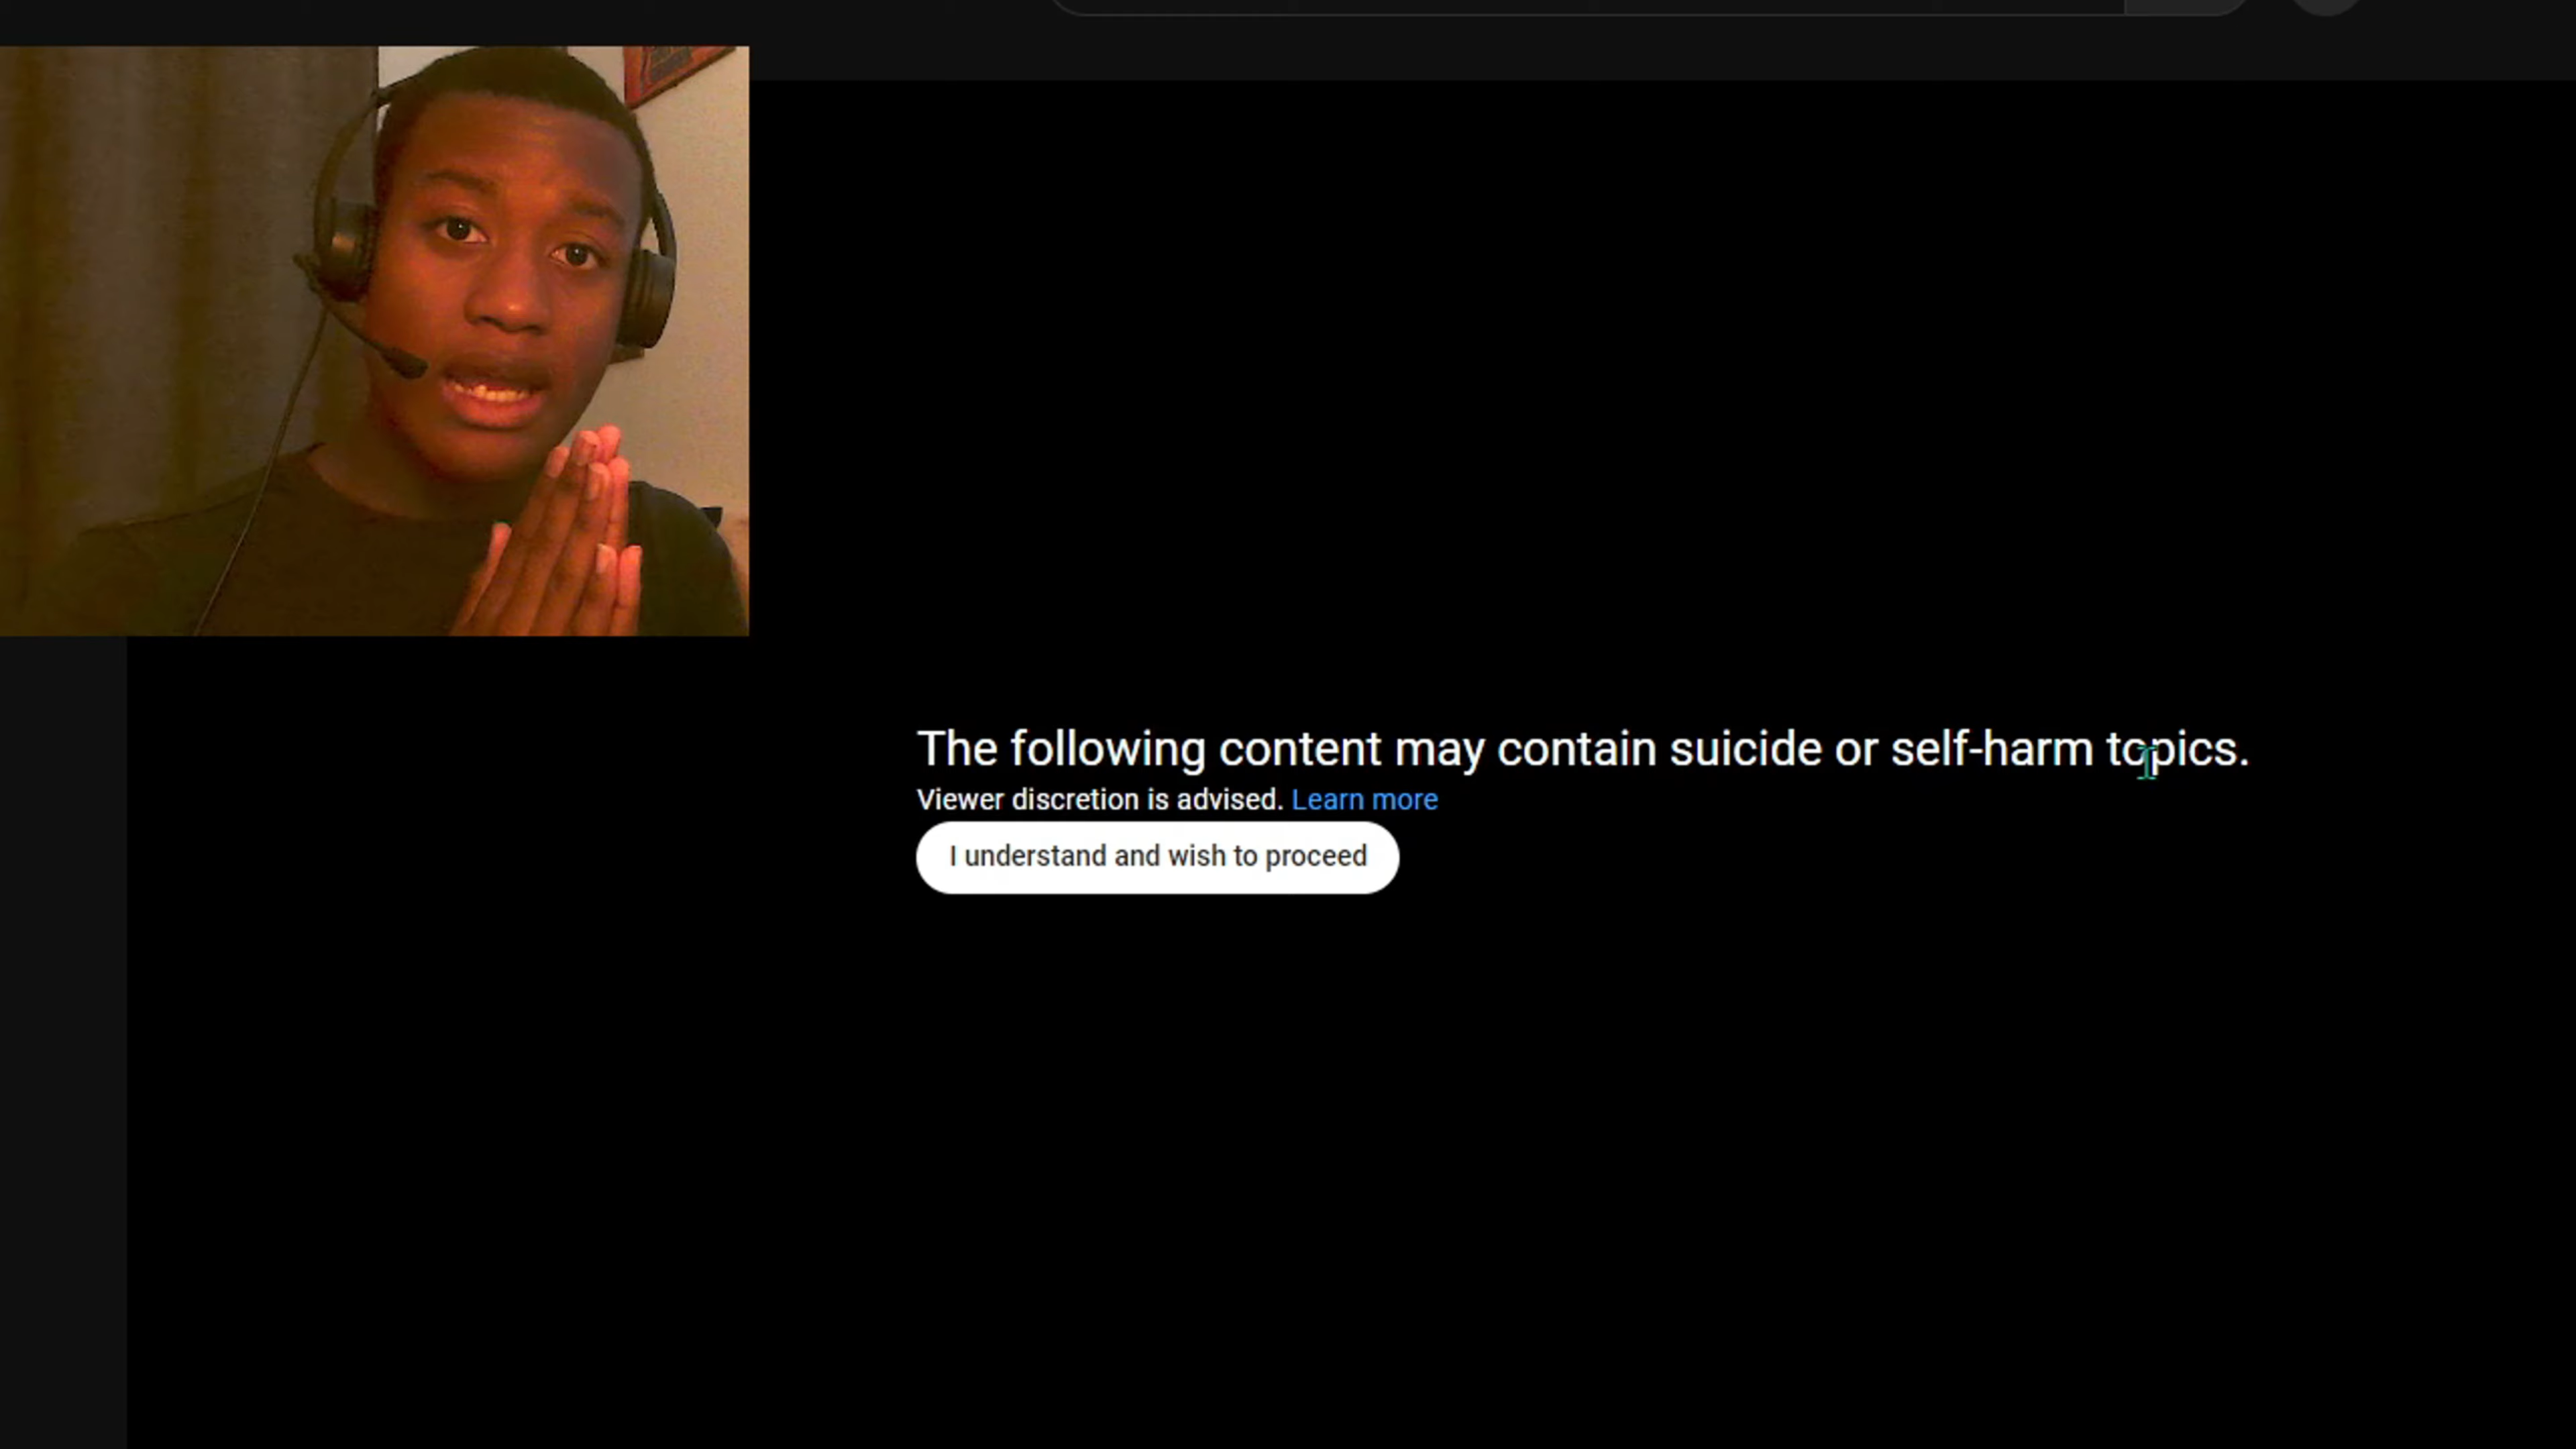 The following content may contain suicide or self-harm topics.
Viewer discretion is advised. Learn more
I understand and wish to proceed